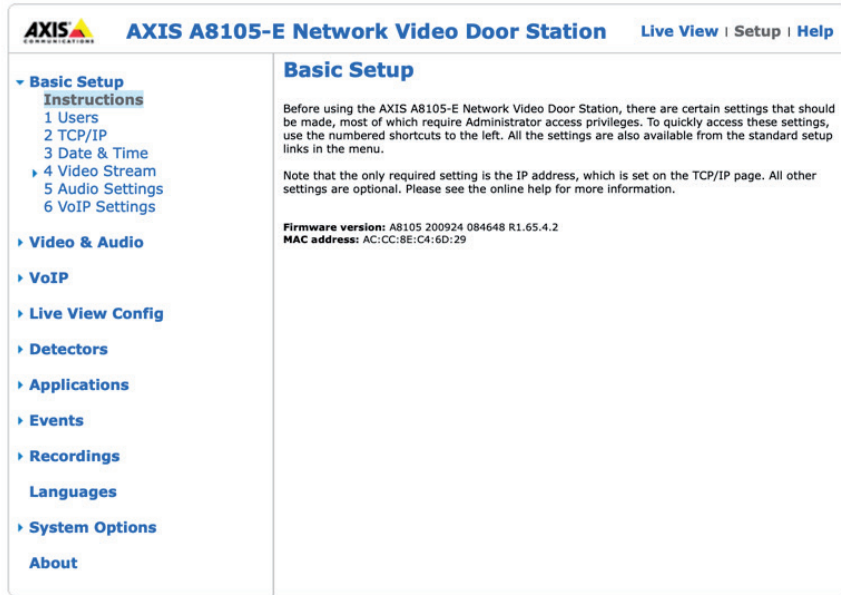 AXIS
COMMUNICATIONS
AXIS A8105-E Network Video Door Station
Live View | Setup | Help
Basic Setup
Instructions
1 Users
2 TCP/IP
3 Date & Time
4 Video Stream
5 Audio Settings
6 VoIP Settings
Video & Audio
VoIP
Live View Config
Detectors
Applications
Events
Recordings
Languages
System Options
About
Basic Setup
Before using the AXIS A8105-E Network Video Door Station, there are certain settings that should
be made, most of which require Administrator access privileges. To quickly access these settings,
use the numbered shortcuts to the left. All the settings are also available from the standard setup
links in the menu.
Note that the only required setting is the IP address, which is set on the TCP/IP page. All other
settings are optional. Please see the online help for more information.
Firmware version: A8105 200924 084648 R1.65.4.2
MAC address: AC:CC:8E:C4:6D:29